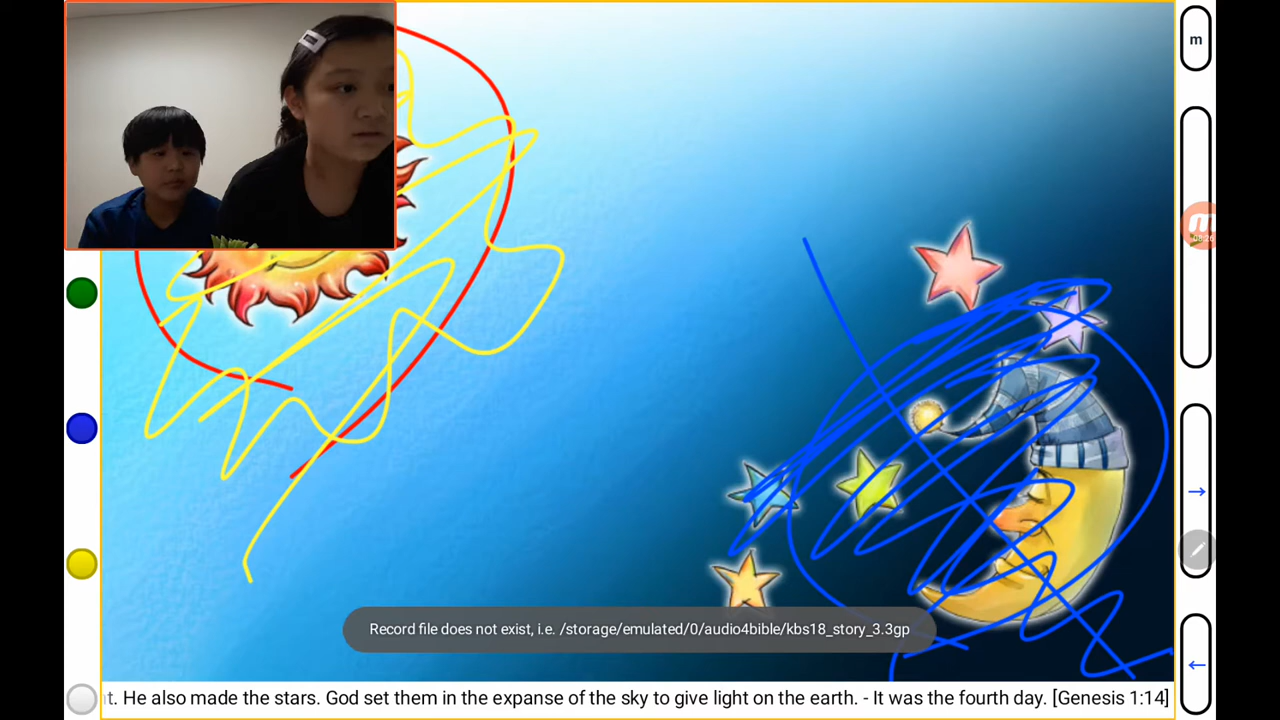 m
08:26
Record file does not exist, i.e. /storage/emulated/0/audio4bible/kbs18_story_3.3gp
t. He also made the stars. God set them in the expanse of the sky to give light on the earth. - It was the fourth day. [Genesis 1:14]